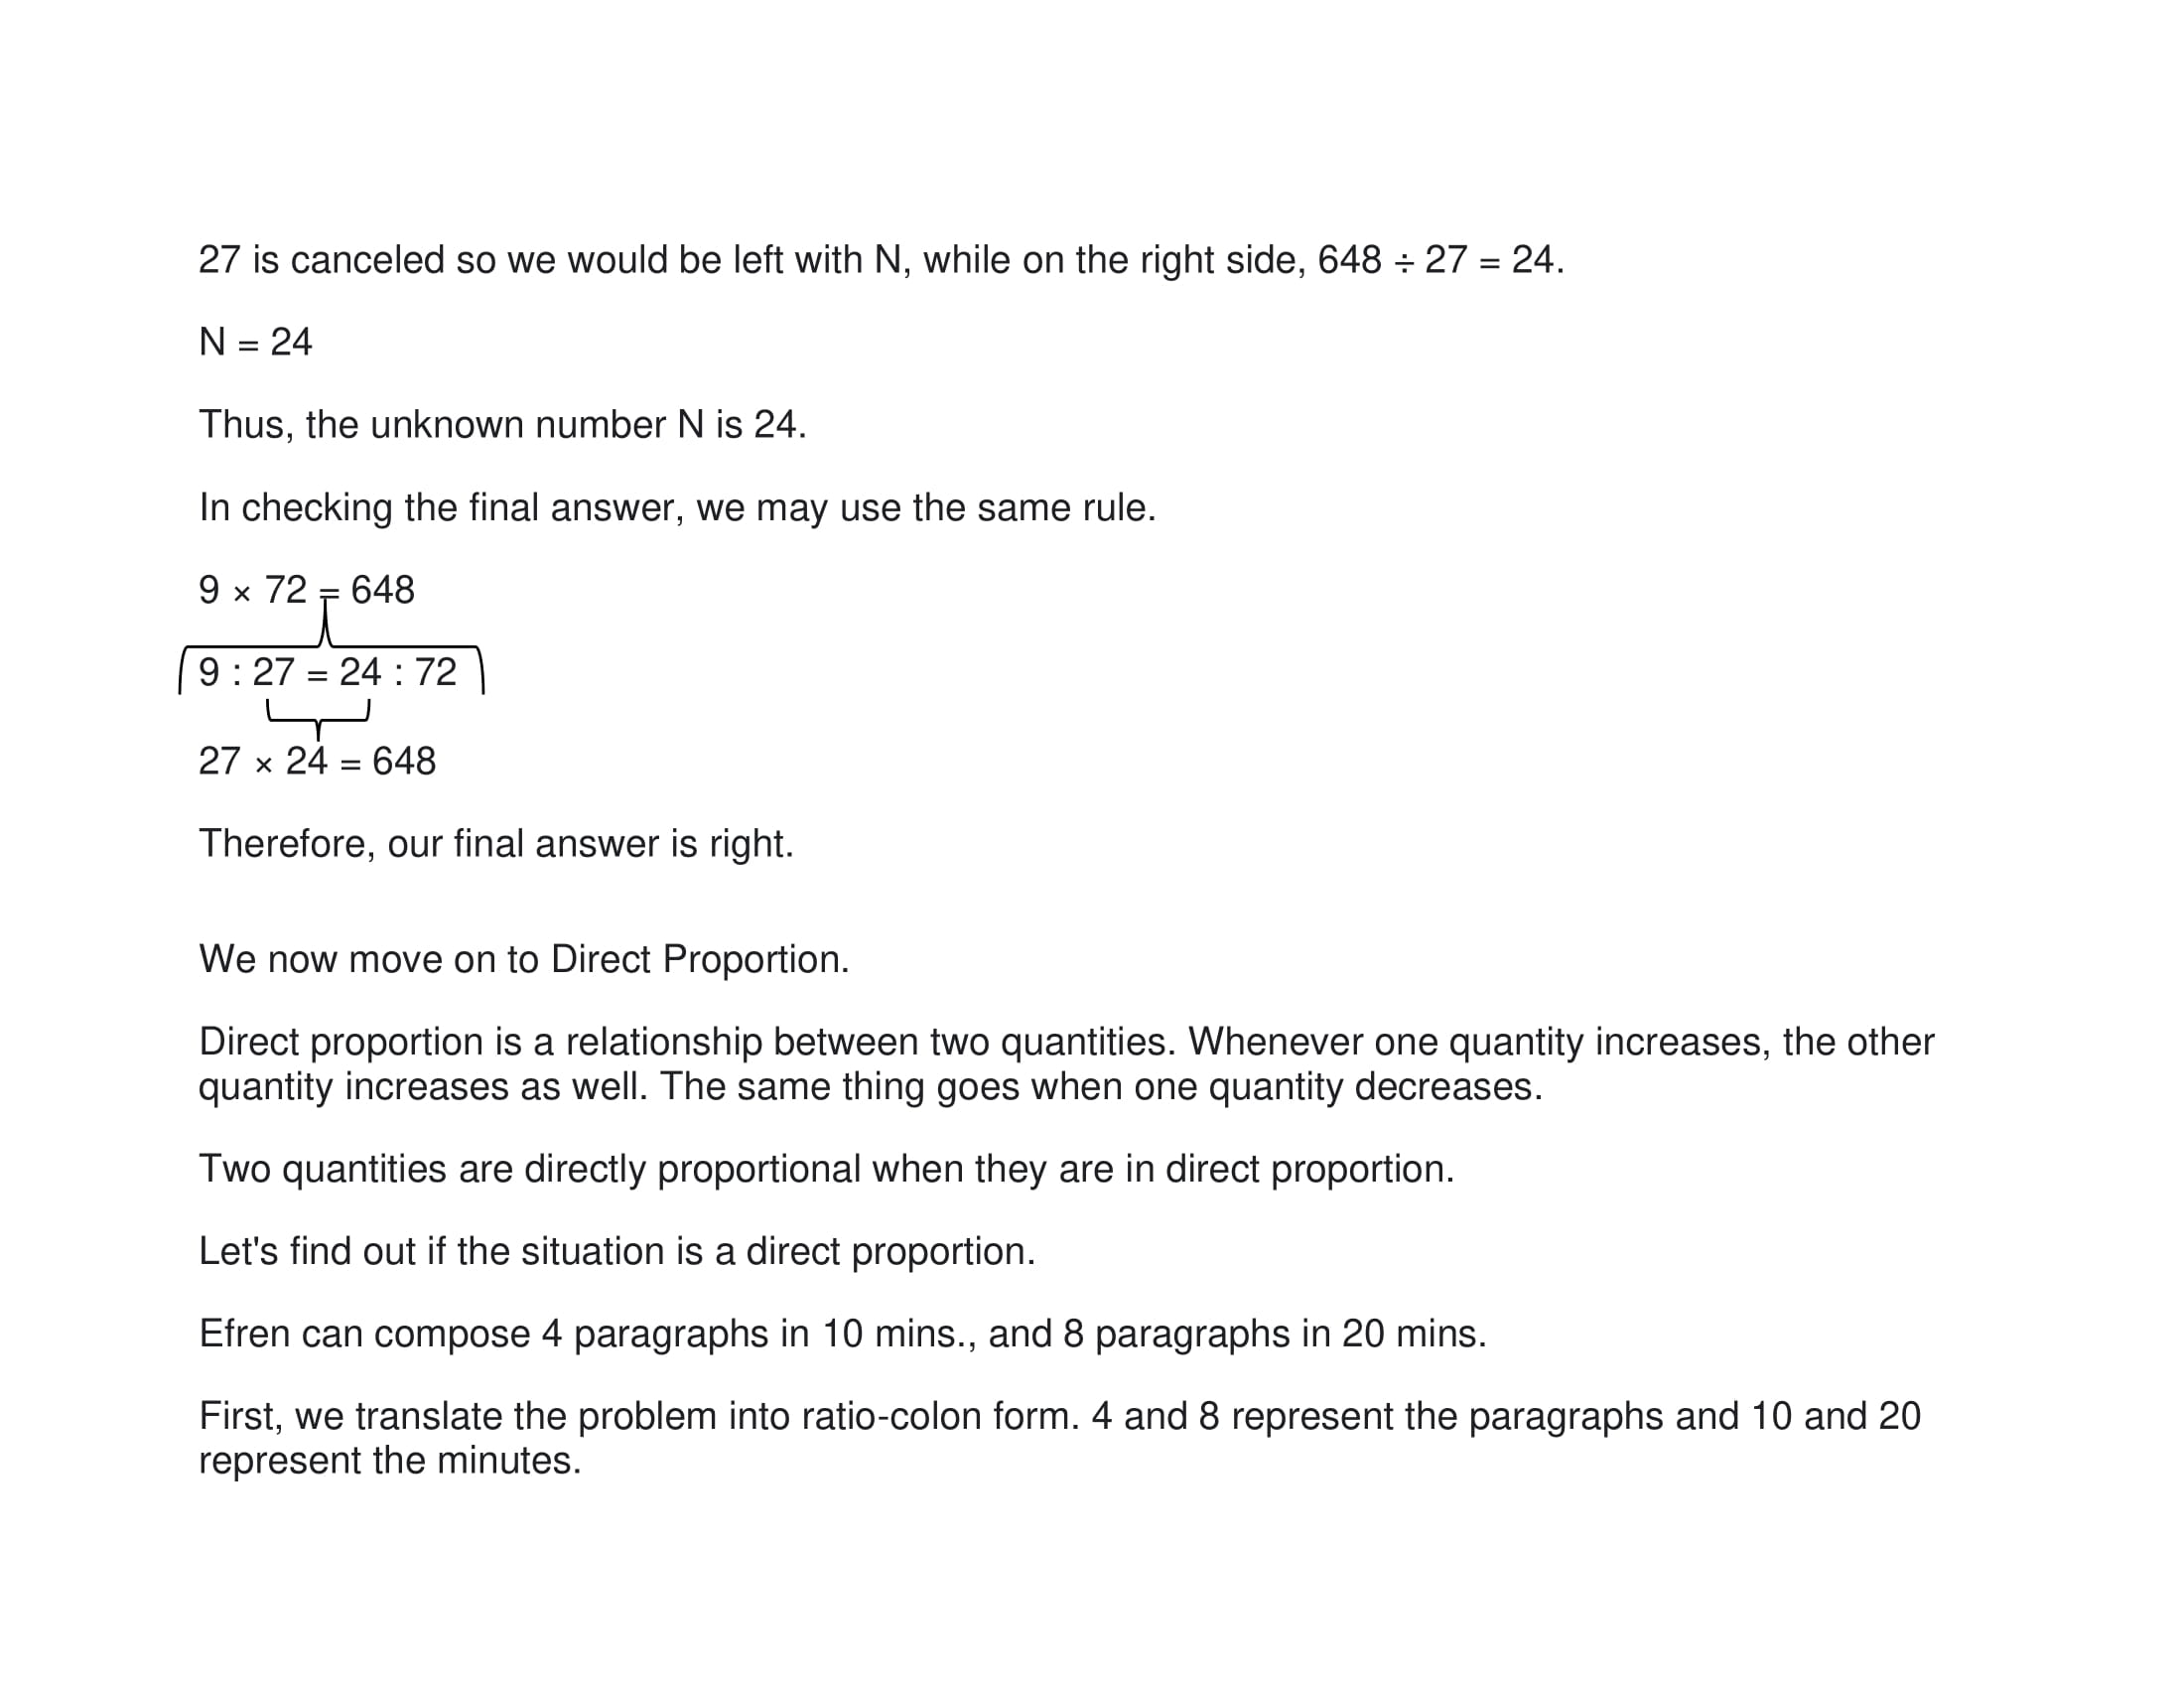 27 is canceled so we would be left with N, while on the right side, 648 ÷ 27 = 24.
N = 24
Thus, the unknown number N is 24.
In checking the final answer, we may use the same rule.
9 × 72 = 648
9 : 27 = 24 : 72
27 × 24 = 648
Therefore, our final answer is right.
We now move on to Direct Proportion.
Direct proportion is a relationship between two quantities. Whenever one quantity increases, the other
quantity increases as well. The same thing goes when one quantity decreases.
Two quantities are directly proportional when they are in direct proportion.
Let's find out if the situation is a direct proportion.
Efren can compose 4 paragraphs in 10 mins., and 8 paragraphs in 20 mins.
First, we translate the problem into ratio-colon form. 4 and 8 represent the paragraphs and 10 and 20
represent the minutes.